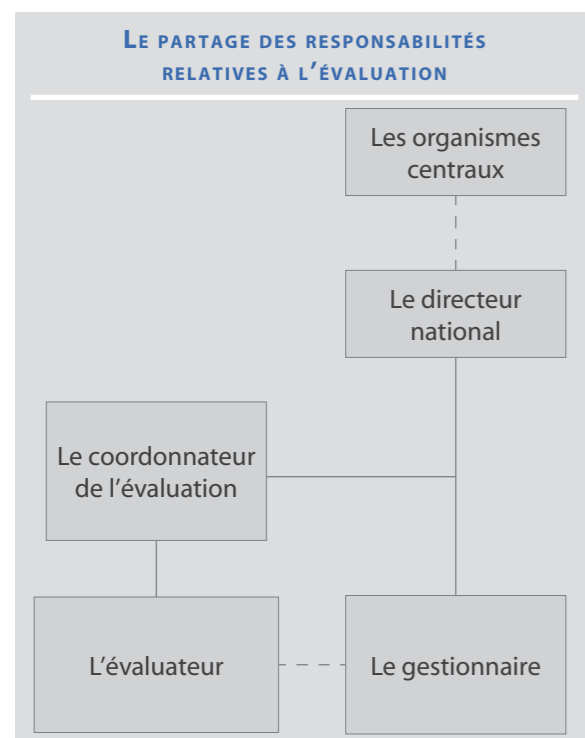 LE PARTAGE DES RESPONSABILITÉS
RELATIVES À L'ÉVALUATION
Les organismes
centraux
Le directeur
national
Le coordonnateur
de l'évaluation
L'évaluateur
Le gestionnaire